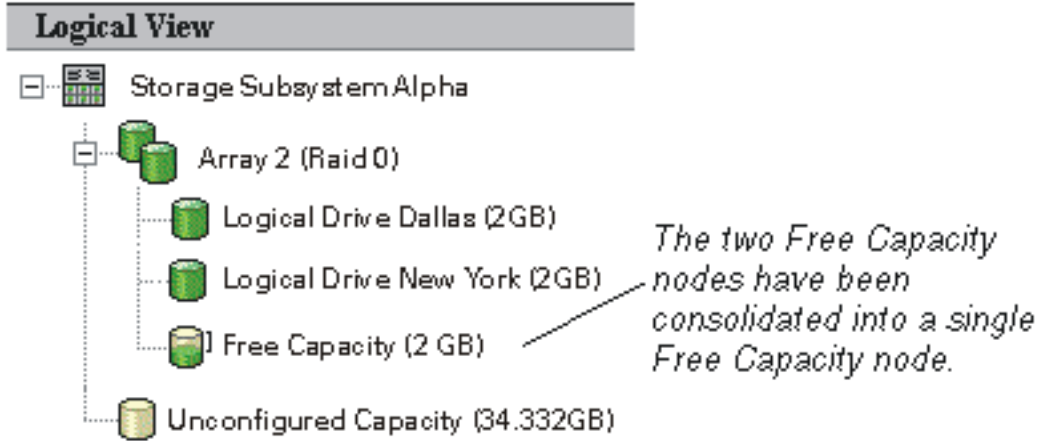 Logical View
Storage Subsystem Alpha
Array 2 (Raid 0)
Logical Drive Dallas (2GB)
Logical Drive New York (2GB)
Free Capacity (2 GB)
Unconfigured Capacity (34.332GB)
The two Free Capacity
nodes have been
consolidated into a single
Free Capacity node.